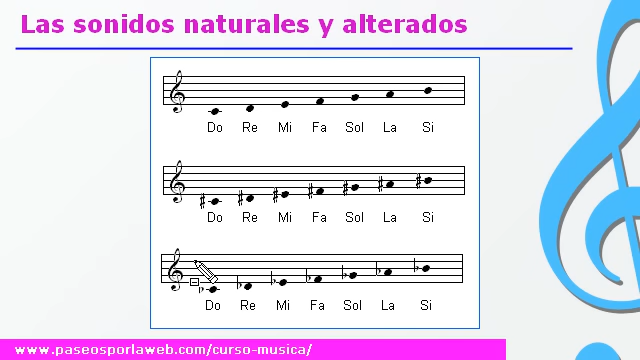 Las sonidos naturales y alterados
Do Re Mi Fa Sol La Si
Do Re Mi Fa Sol La Si
Do Re Mi Fa Sol La Si
www.paseosporlaweb.com/curso-musica/